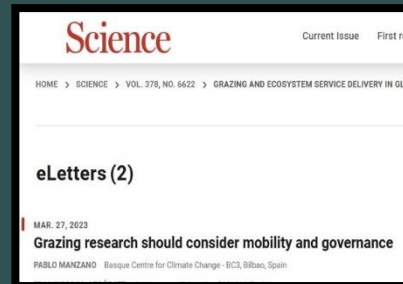 Science
Current Issue First r
HOME > SCIENCE > VOL. 378, NO. 6622 > GRAZING AND ECOSYSTEM SERVICE DELIVERY IN GL
eLetters (2)
MAR. 27, 2023
Grazing research should consider mobility and governance
PABLO MANZANO Basque Centre for Climate Change - BC3, Bilbao, Spain